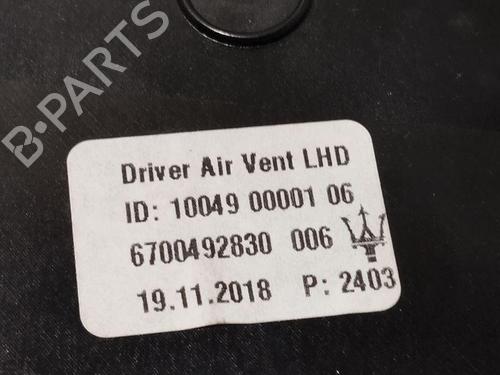 B-PARTS
Driver Air Vent LHD
ID: 10049 00001 06
6700492830 006
19.11.2018 P: 2403